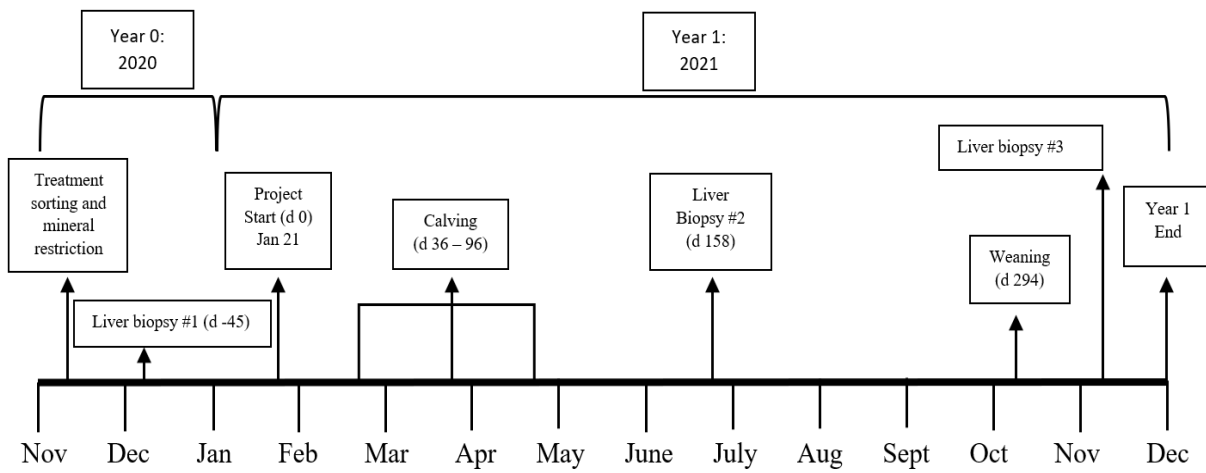 Year 0:
2020
Year 1:
2021
Treatment
sorting and
mineral
restriction
Liver biopsy #1 (d -45)
Project
Start (d 0)
Jan 21
Calving
(d 36 – 96)
Liver
Biopsy #2
(d 158)
Weaning
(d 294)
Liver biopsy #3
Year 1
End
Nov Dec Jan Feb Mar Apr May June July Aug Sept Oct Nov Dec